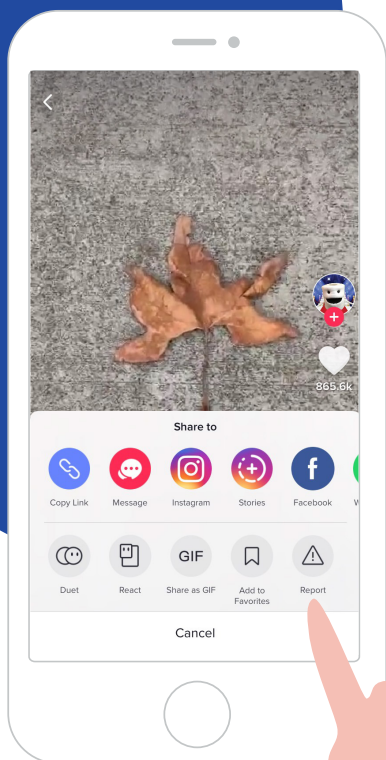 865.6k
Share to
Copy Link
Message
Instagram
Stories
Facebook
Duet
React
GIF
Share as GIF
Add to
Favorites
Report
Cancel